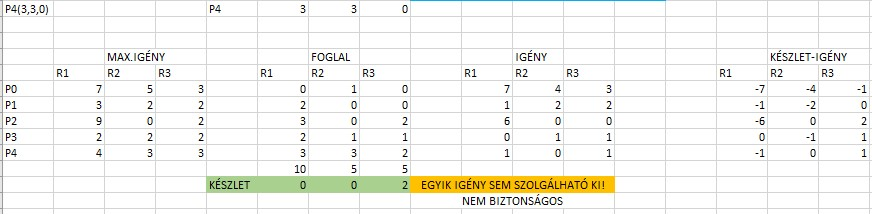 P4(3,3,0) P4 3 3 0
MAX.IGÉNY FOGLAL IGÉNY KÉSZLET-IGÉNY
R1 R2 R3 R1 R2 R3 R1 R2 R3 R1 R2 R3
P0 7 5 3 0 1 0 7 4 3 -7 -4 -1
P1 3 2 2 2 0 0 1 2 2 -1 -2 0
P2 9 0 2 3 0 2 6 0 0 -6 0 2
P3 2 2 2 2 1 1 0 1 1 0 -1 1
P4 4 3 3 3 3 2 1 0 1 -1 0 1
10 5 5
KÉSZLET 0 0 2 EGYIK IGÉNY SEM SZOLGÁLHATÓ KI!
NEM BIZTONSÁGOS